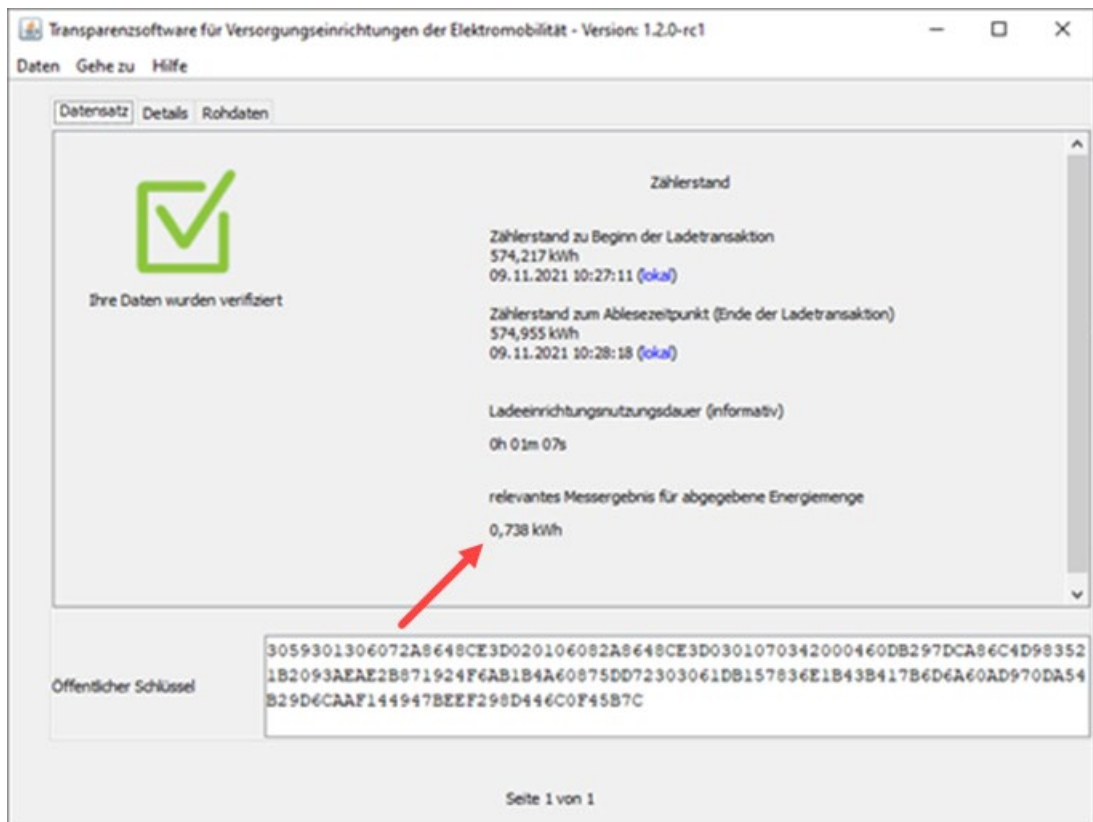 Transparenzsoftware für Versorgungseinrichtungen der Elektromobilität - Version: 1.2.0-rc1
Daten Gehe zu Hilfe
Datensatz Details Rohdaten
Ihre Daten wurden verifiziert
Zählerstand
Zählerstand zu Beginn der Ladetransaktion
574,217 kWh
09.11.2021 10:27:11 (lokal)
Zählerstand zum Ablesezeitpunkt (Ende der Ladetransaktion)
574,955 kWh
09.11.2021 10:28:18 (lokal)
Ladeeinrichtungsnutzungsdauer (informativ)
0h 01m 07s
relevantes Messergebnis für abgegebene Energiemenge
0,738 kWh
Öffentlicher Schlüssel
3059301306072A8648CE3D020106082A8648CE3D0301070342000460DB297DCA86C4D98352
1B2093AEAE2B871924F6AB1B4A60875DD72303061DB157836E1B43B417B6D6A60AD970DA54
B29D6CAAF144947BEEF298D446C0F45B7C
Seite 1 von 1